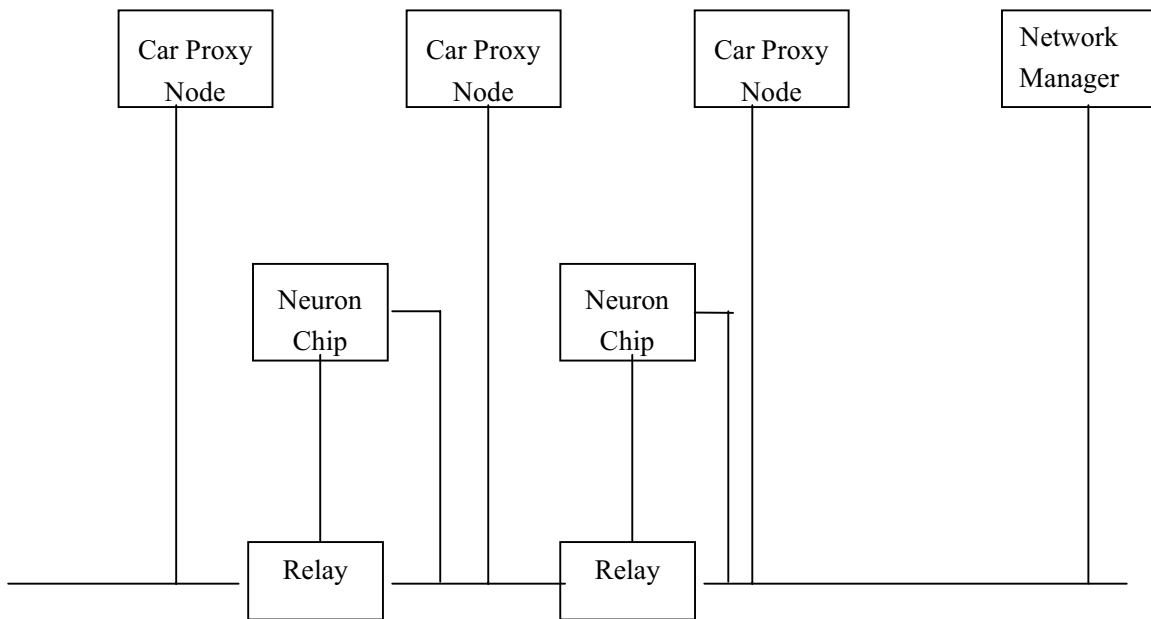 Car Proxy
Node
Car Proxy
Node
Car Proxy
Node
Network
Manager
Neuron
Chip
Neuron
Chip
Relay
Relay